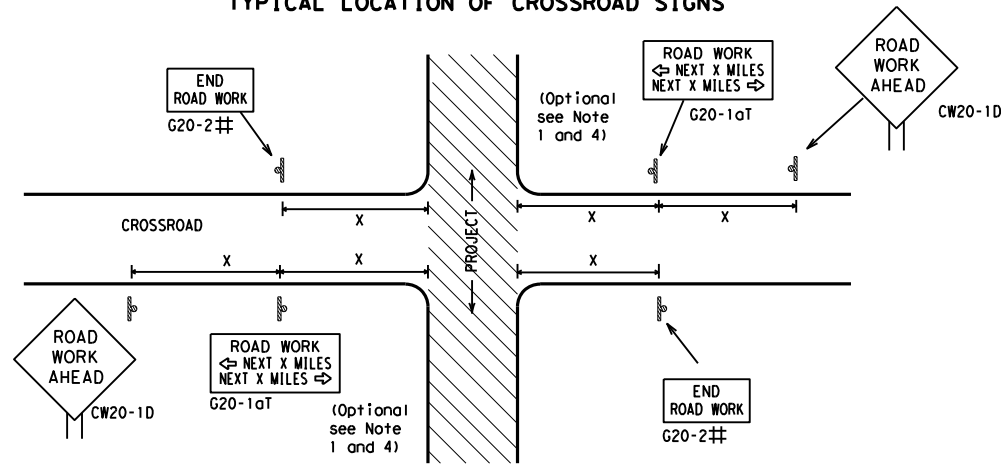 TYPICAL LOCATION OF CROSSROAD SIGNS
END
ROAD WORK
G20-2#
(Optional
see Note
1 and 4)
ROAD WORK
⇦ NEXT X MILES
NEXT X MILES ⇨
G20-1aT
ROAD
WORK
AHEAD
CW20-1D
CROSSROAD
X
X
X
PROJECT
X
X
X
ROAD
WORK
AHEAD
CW20-1D
ROAD WORK
⇦ NEXT X MILES
NEXT X MILES ⇨
G20-1aT
(Optional
see Note
1 and 4)
END
ROAD WORK
G20-2#